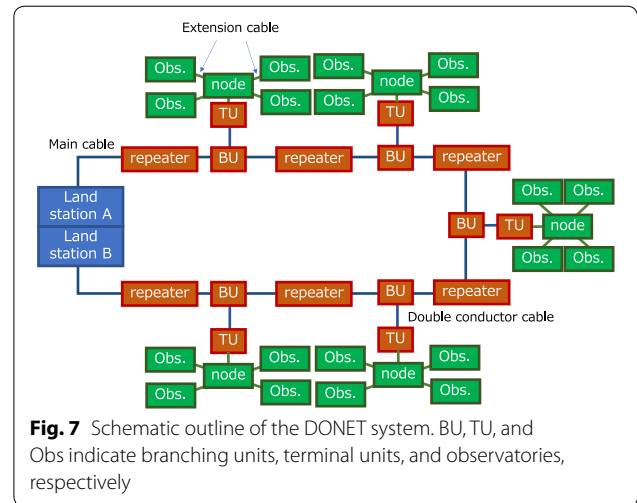 Extension cable
Obs. Obs. Obs. Obs.
node node
Obs. Obs. Obs. Obs.
TU TU
Main cable
repeater BU repeater BU repeater
Land
station A
Land
station B
Obs. Obs.
BU TU node
Obs. Obs.
repeater BU repeater BU repeater
Double conductor cable
TU TU
Obs. Obs. Obs. Obs.
node node
Obs. Obs. Obs. Obs.
Fig. 7 Schematic outline of the DONET system. BU, TU, and
Obs indicate branching units, terminal units, and observatories,
respectively